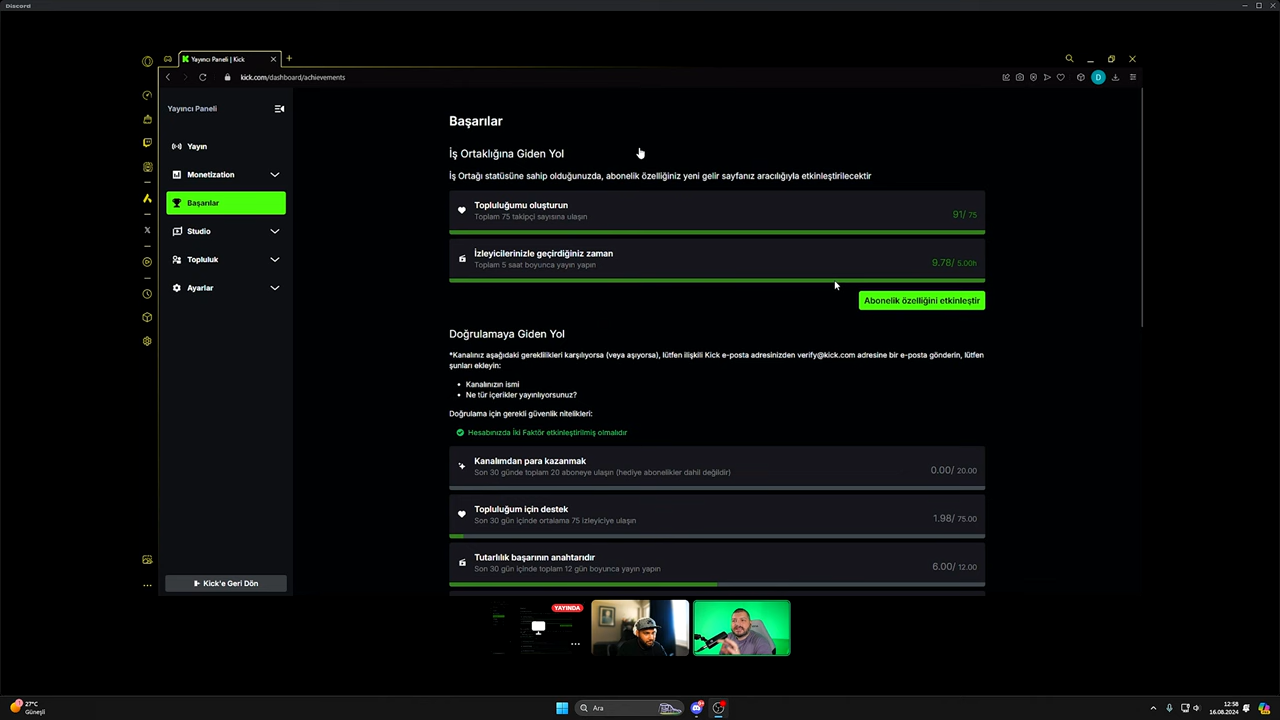 Discord
Yayıncı Paneli | Kick
kick.com/dashboard/achievements
D
Yayıncı Paneli
Yayın
Monetization
Başarılar
Studio
Topluluk
Ayarlar
Kick'e Geri Dön
Başarılar
İş Ortaklığına Giden Yol
İş Ortağı statüsüne sahip olduğunuzda, abonelik özelliğiniz yeni gelir sayfanız aracılığıyla etkinleştirilecektir
Topluluğumu oluşturun
Toplam 75 takipçi sayısına ulaşın
91/ 75
İzleyicilerinizle geçirdiğiniz zaman
Toplam 5 saat boyunca yayın yapın
9.78/ 5.00h
Abonelik özelliğini etkinleştir
Doğrulamaya Giden Yol
*Kanalınız aşağıdaki gereklilikleri karşılıyorsa (veya aşıyorsa), lütfen ilişkili Kick e-posta adresinizden verify@kick.com adresine bir e-posta gönderin, lütfen
şunları ekleyin:
• Kanalınızın ismi
• Ne tür içerikler yayınlıyorsunuz?
Doğrulama için gerekli güvenlik nitelikleri:
Hesabınızda İki Faktör etkinleştirilmiş olmalıdır
Kanalımdan para kazanmak
Son 30 günde toplam 20 aboneye ulaşın (hediye abonelikler dahil değildir)
0.00/ 20.00
Topluluğum için destek
Son 30 gün içinde ortalama 75 izleyiciye ulaşın
1.98/ 75.00
Tutarlılık başarının anahtarıdır
Son 30 gün içinde toplam 12 gün boyunca yayın yapın
6.00/ 12.00
YAYINDA
27°C
Güneşli
Ara
12:58
16.08.2024